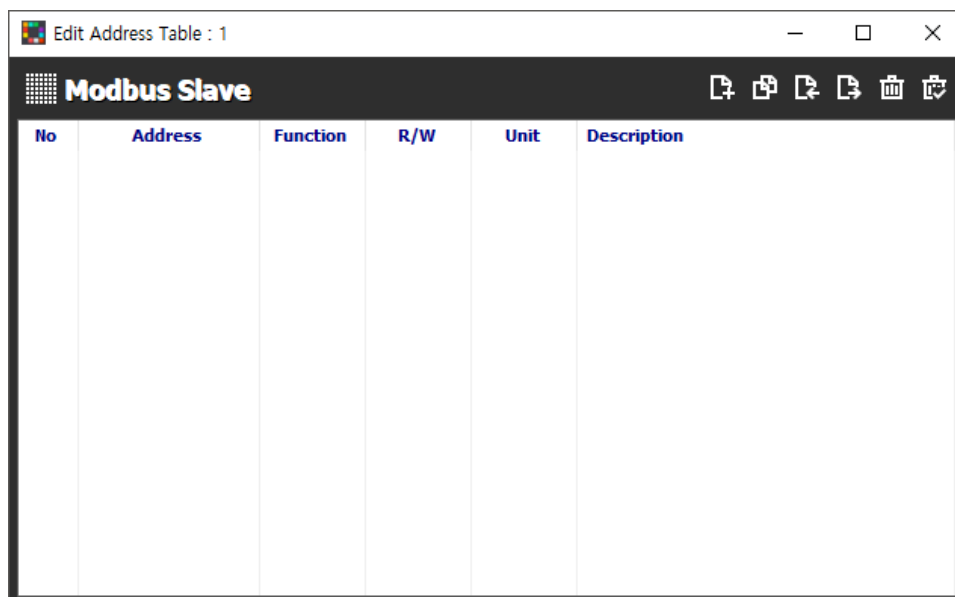 Edit Address Table : 1
Modbus Slave
No Address Function R/W Unit Description